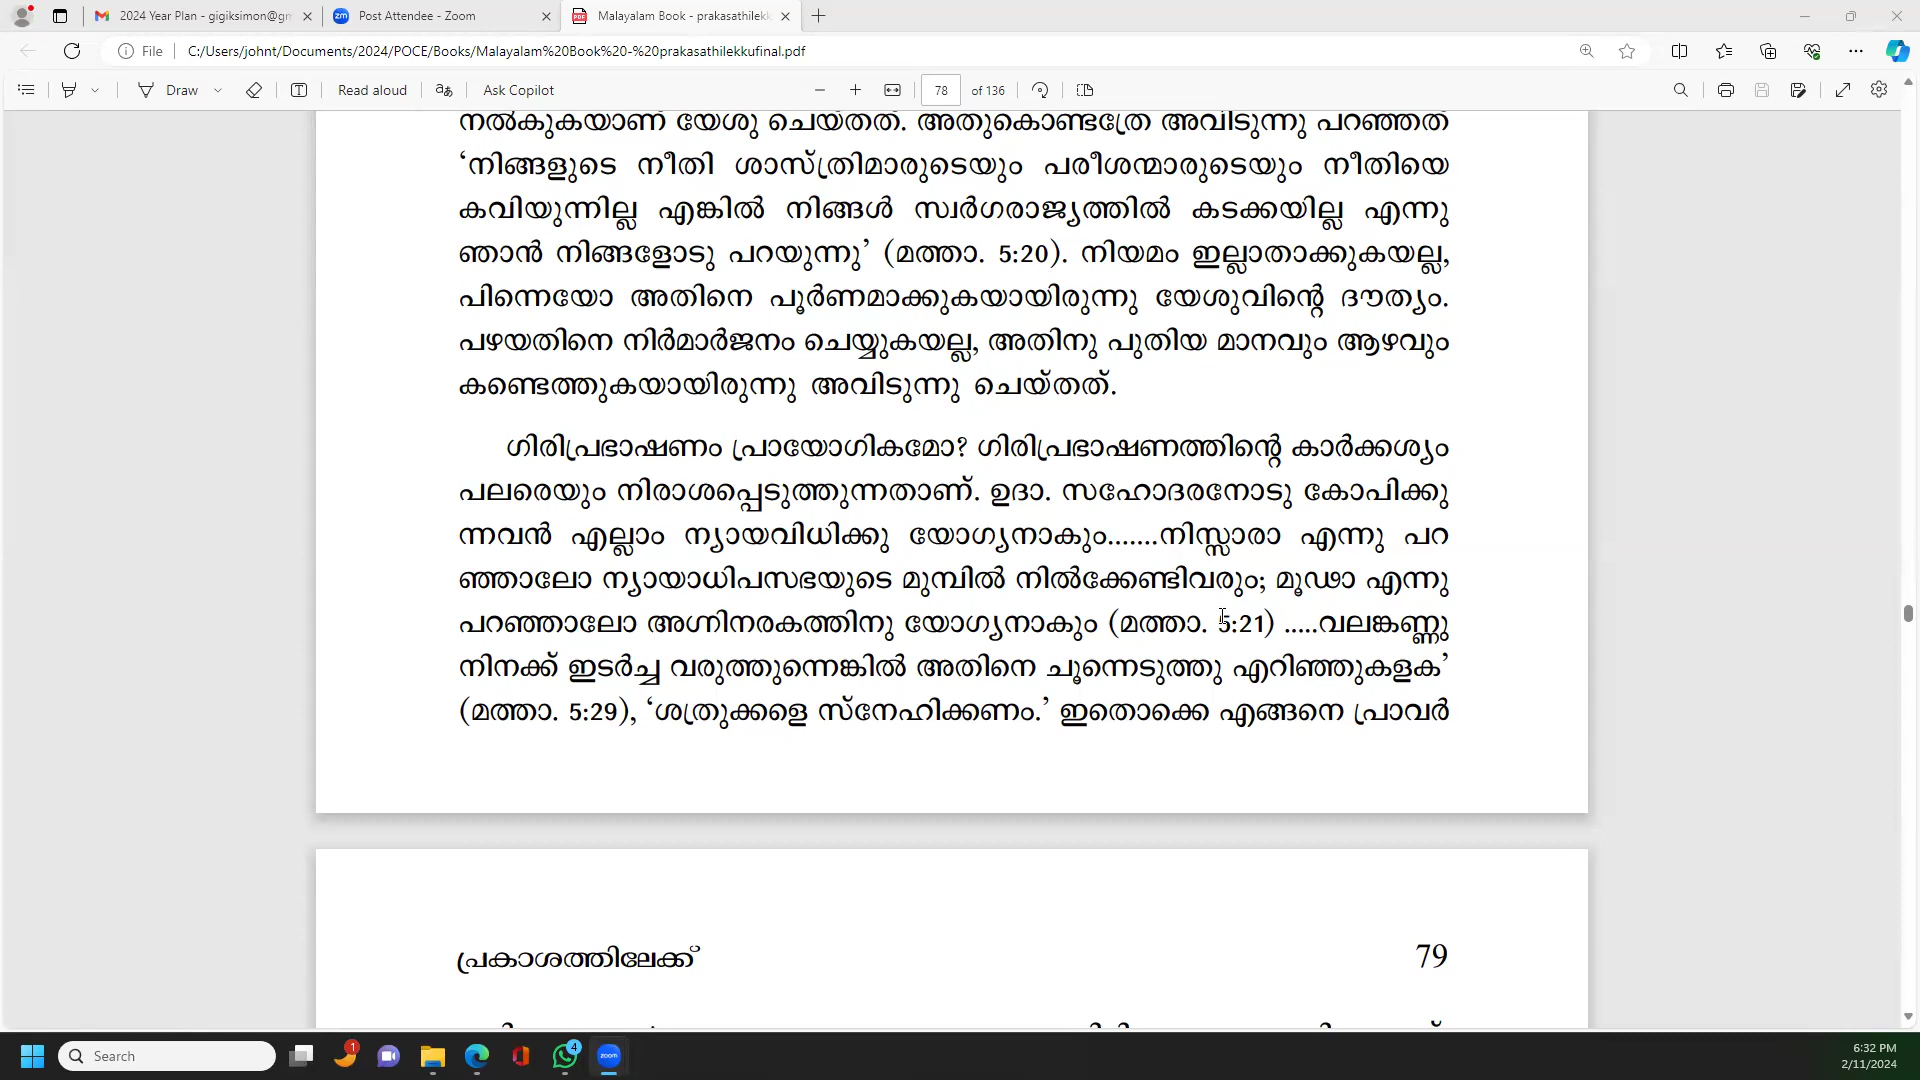 2024 Year Plan - gigiksimon@gm
Post Attendee - Zoom
Malayalam Book - prakasathilekk
File
C:/Users/johnt/Documents/2024/POCE/Books/Malayalam%20Book%20-%20prakasathilekkufinal.pdf
Draw
Read aloud
Ask Copilot
78 of 136
നൽകുകയാണ് യേശു ചെയ്തത്. അതുകൊണ്ടത്രേ അവിടുന്നു പറഞ്ഞത്
‘നിങ്ങളുടെ നീതി ശാസ്ത്രിമാരുടെയും പരീശന്മാരുടെയും നീതിയെ
കവിയുന്നില്ല എങ്കിൽ നിങ്ങൾ സ്വർഗരാജ്യത്തിൽ കടക്കയില്ല എന്നു
ഞാൻ നിങ്ങളോടു പറയുന്നു’ (മത്താ. 5:20). നിയമം ഇല്ലാതാക്കുകയല്ല,
പിന്നെയോ അതിനെ പൂർണമാക്കുകയായിരുന്നു യേശുവിന്റെ ദൗത്യം.
പഴയതിനെ നിർമാർജനം ചെയ്യുകയല്ല, അതിനു പുതിയ മാനവും ആഴവും
കണ്ടെത്തുകയായിരുന്നു അവിടുന്നു ചെയ്തത്.
ഗിരിപ്രഭാഷണം പ്രായോഗികമോ? ഗിരിപ്രഭാഷണത്തിന്റെ കാർക്കശ്യം
പലരെയും നിരാശപ്പെടുത്തുന്നതാണ്. ഉദാ. സഹോദരനോടു കോപിക്കു
ന്നവൻ എല്ലാം ന്യായവിധിക്കു യോഗ്യനാകും.......നിസ്സാരാ എന്നു പറ
ഞ്ഞാലോ ന്യായാധിപസഭയുടെ മുമ്പിൽ നിൽക്കേണ്ടിവരും; മൂഢാ എന്നു
പറഞ്ഞാലോ അഗ്നിനരകത്തിനു യോഗ്യനാകും (മത്താ. 5:21) .....വലങ്കണ്ണു
നിനക്ക് ഇടർച്ച വരുത്തുന്നെങ്കിൽ അതിനെ ചൂന്നെടുത്തു എറിഞ്ഞുകളക’
(മത്താ. 5:29), ‘ശത്രുക്കളെ സ്നേഹിക്കണം.’ ഇതൊക്കെ എങ്ങനെ പ്രാവർ
പ്രകാശത്തിലേക്ക് 79
Search
1
4
zoom
6:32 PM
2/11/2024